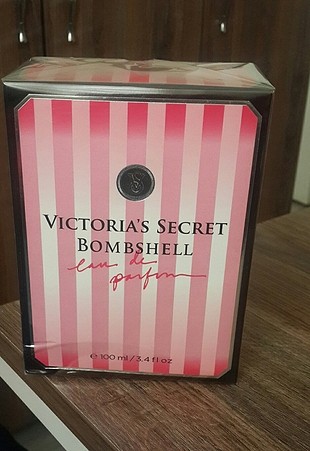 VS
VICTORIA'S SECRET
BOMBSHELL
eau de
parfum
℮ 100 ml / 3.4 fl oz